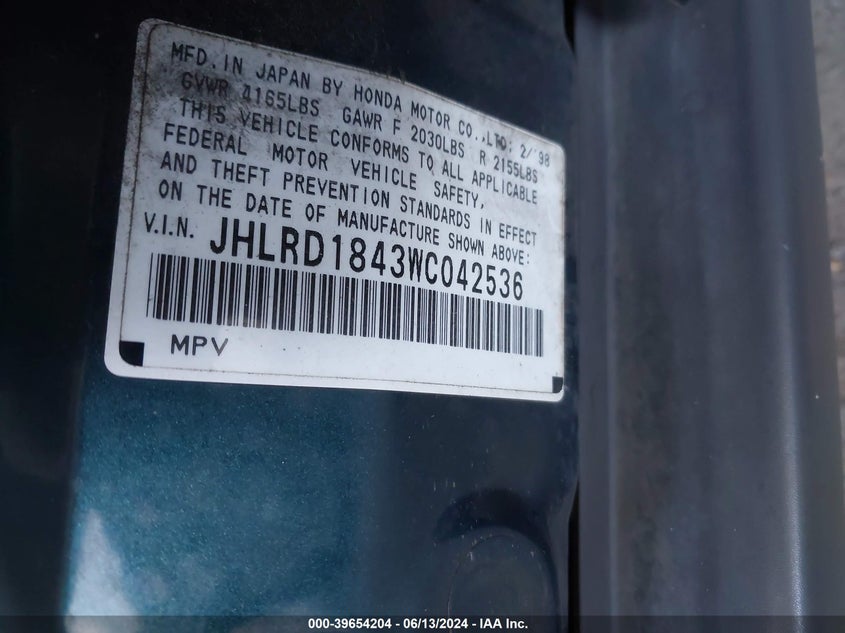 MFD.IN JAPAN BY HONDA MOTOR CO.,LTD: 2/'98
GVWR 4165LBS GAWR F 2030LBS R 2155LBS
THIS VEHICLE CONFORMS TO ALL APPLICABLE
FEDERAL MOTOR VEHICLE SAFETY,
AND THEFT PREVENTION STANDARDS IN EFFECT
ON THE DATE OF MANUFACTURE SHOWN ABOVE:
V.I.N. JHLRD1843WC042536
MPV
000-39654204 - 06/13/2024 - IAA Inc.